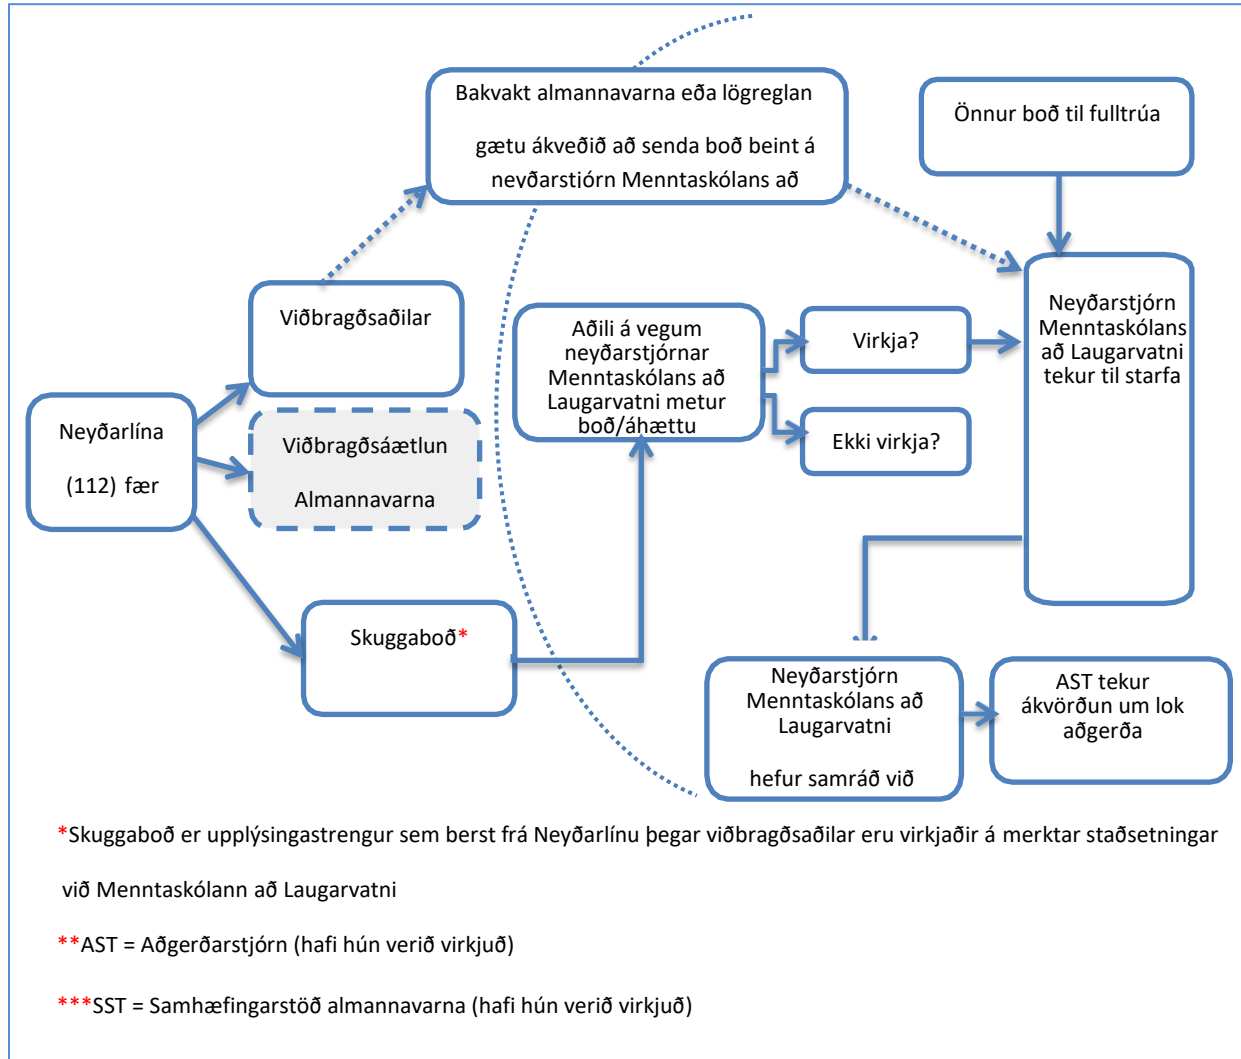 Bakvakt almannavarna eða lögreglan
gætu ákveðið að senda boð beint á
neyðarstjórn Menntaskólans að
Önnur boð til fulltrúa
Viðbragðsaðilar
Aðili á vegum
neyðarstjórnar
Menntaskólans að
Laugarvatni metur
boð/áhættu
Virkja?
Ekki virkja?
Neyðarstjórn
Menntaskólans
að Laugarvatni
tekur til starfa
Neyðarlína
(112) fær
Viðbragðsáætlun
Almannavarna
Skuggaboð*
Neyðarstjórn
Menntaskólans að
Laugarvatni
hefur samráð við
AST tekur
ákvörðun um lok
aðgerða
*Skuggaboð er upplýsingastrengur sem berst frá Neyðarlínu þegar viðbragðsaðilar eru virkjaðir á merktar staðsetningar
við Menntaskólann að Laugarvatni
**AST = Aðgerðarstjórn (hafi hún verið virkjuð)
***SST = Samhæfingarstöð almannavarna (hafi hún verið virkjuð)